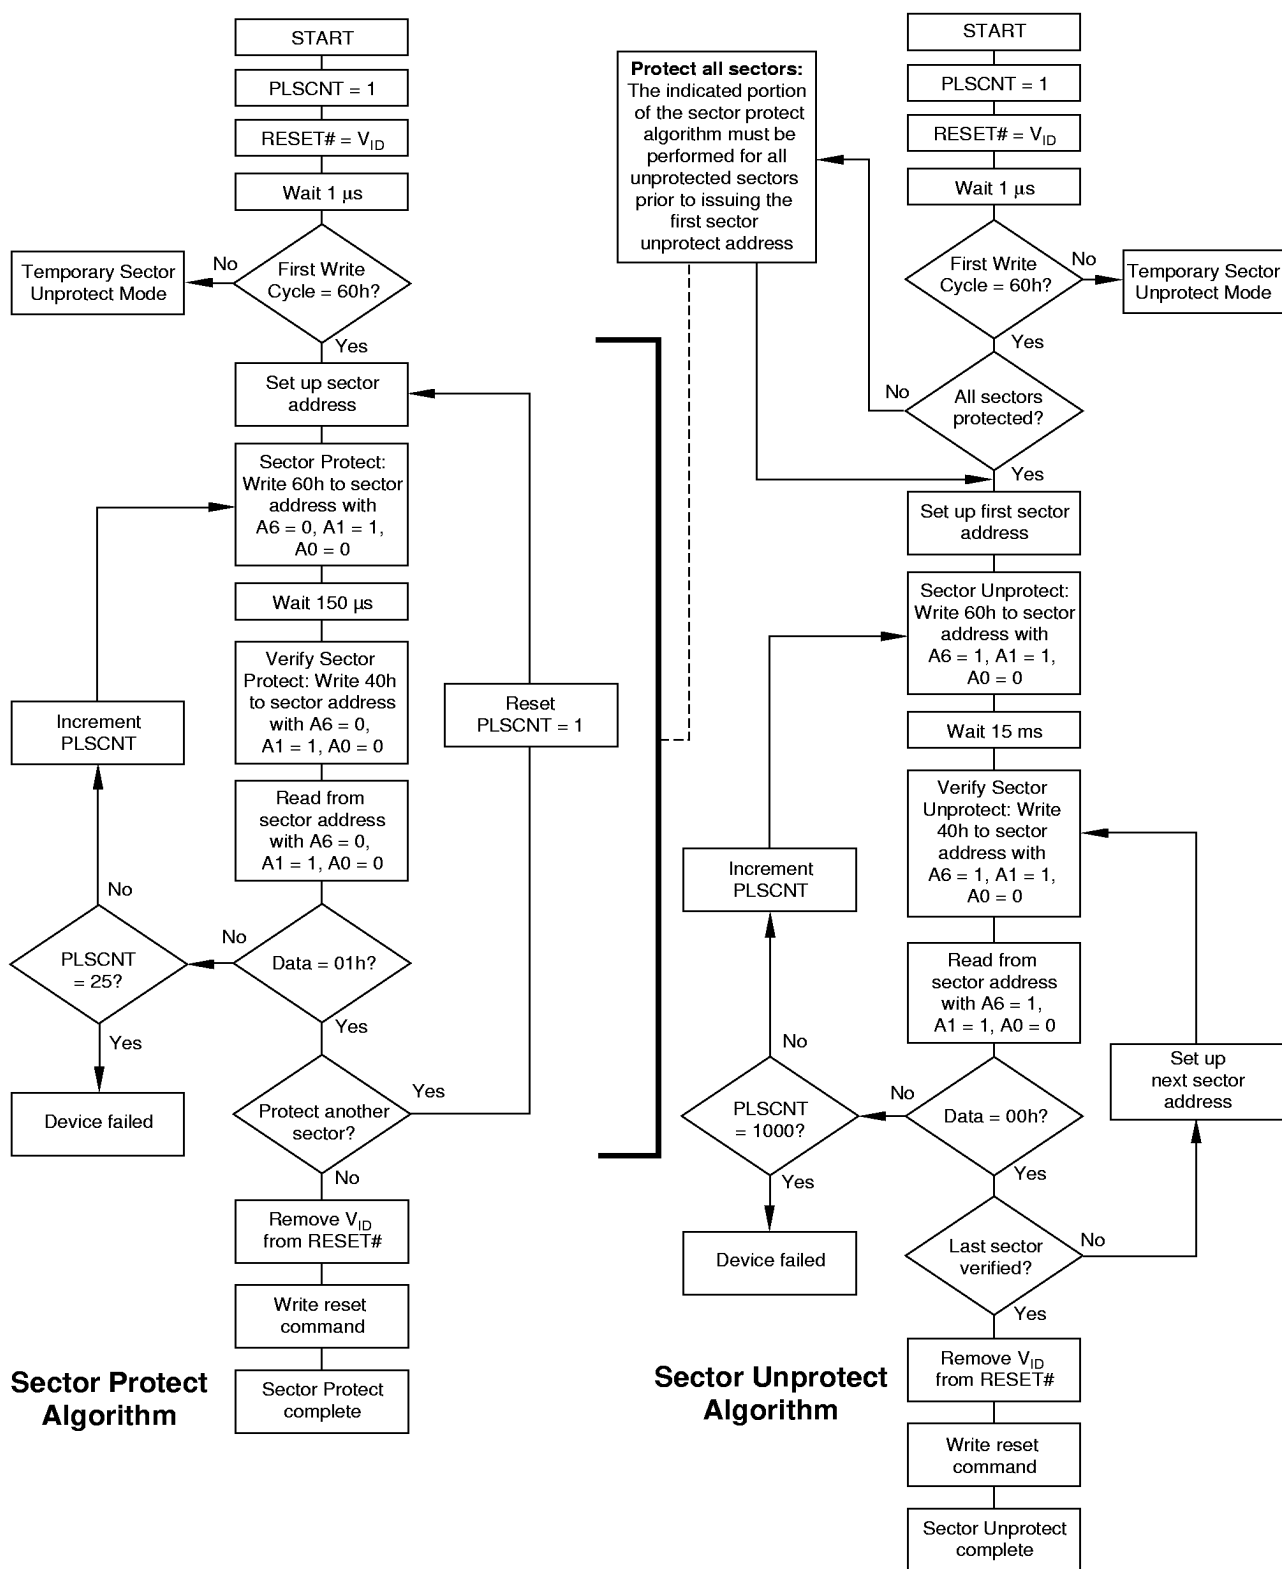 START
PLSCNT = 1
RESET# = VID
Wait 1 μs
First Write
Cycle = 60h?
No
Temporary Sector
Unprotect Mode
Yes
Set up sector
address
Sector Protect:
Write 60h to sector
address with
A6 = 0, A1 = 1,
A0 = 0
Wait 150 µs
Verify Sector
Protect: Write 40h
to sector address
with A6 = 0,
A1 = 1, A0 = 0
Increment
PLSCNT
Reset
PLSCNT = 1
Read from
sector address
with A6 = 0,
A1 = 1, A0 = 0
No
No
PLSCNT
= 25?
Data = 01h?
Yes
Yes
Device failed
Protect another
sector?
Yes
No
Remove VID
from RESET#
Write reset
command
Sector Protect
complete
Sector Protect
Algorithm
Protect all sectors:
The indicated portion
of the sector protect
algorithm must be
performed for all
unprotected sectors
prior to issuing the
first sector
unprotect address
START
PLSCNT = 1
RESET# = VID
Wait 1 μs
First Write
Cycle = 60h?
No
Temporary Sector
Unprotect Mode
Yes
No
All sectors
protected?
Yes
Set up first sector
address
Sector Unprotect:
Write 60h to sector
address with
A6 = 1, A1 = 1,
A0 = 0
Wait 15 ms
Verify Sector
Unprotect: Write
40h to sector
address with
A6 = 1, A1 = 1,
A0 = 0
Increment
PLSCNT
Read from
sector address
with A6 = 1,
A1 = 1, A0 = 0
No
No
PLSCNT
= 1000?
Data = 00h?
Set up
next sector
address
Yes
Yes
Device failed
Last sector
verified?
No
Yes
Remove VID
from RESET#
Write reset
command
Sector Unprotect
complete
Sector Unprotect
Algorithm